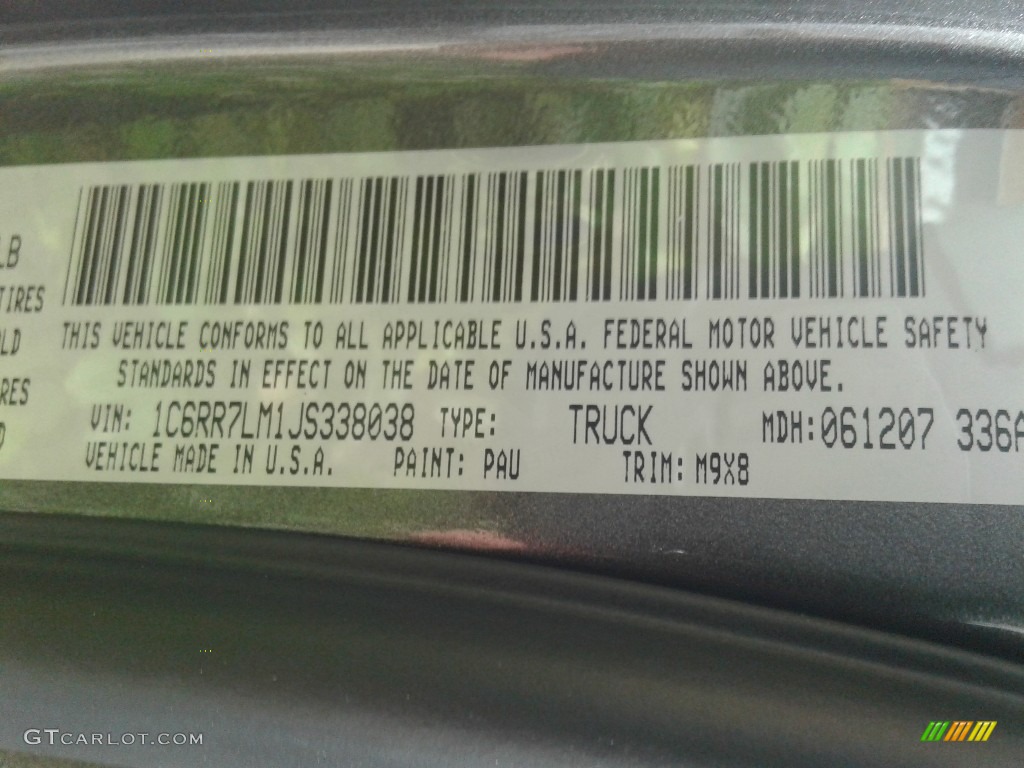 LB
TIRES
LD
RES
THIS VEHICLE CONFORMS TO ALL APPLICABLE U.S.A. FEDERAL MOTOR VEHICLE SAFETY
STANDARDS IN EFFECT ON THE DATE OF MANUFACTURE SHOWN ABOVE.
VIN: 1C6RR7LM1JS338038 TYPE: TRUCK MDH:061207 336A
VEHICLE MADE IN U.S.A. PAINT: PAU TRIM: M9X8
GTCARLOT.COM